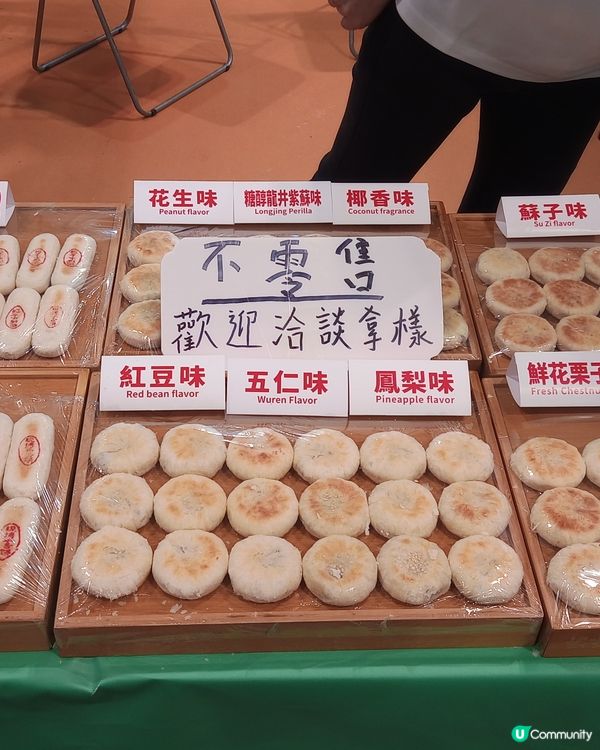 花生味
Peanut flavor
糖醇龍井紫蘇味
Longjing Perilla
椰香味
Coconut fragrance
蘇子味
Su Zi flavor
不零售
歡迎洽談拿樣
紅豆味
Red bean flavor
五仁味
Wuren Flavor
鳳梨味
Pineapple flavor
鮮花栗子
Fresh Chestnu
U Community